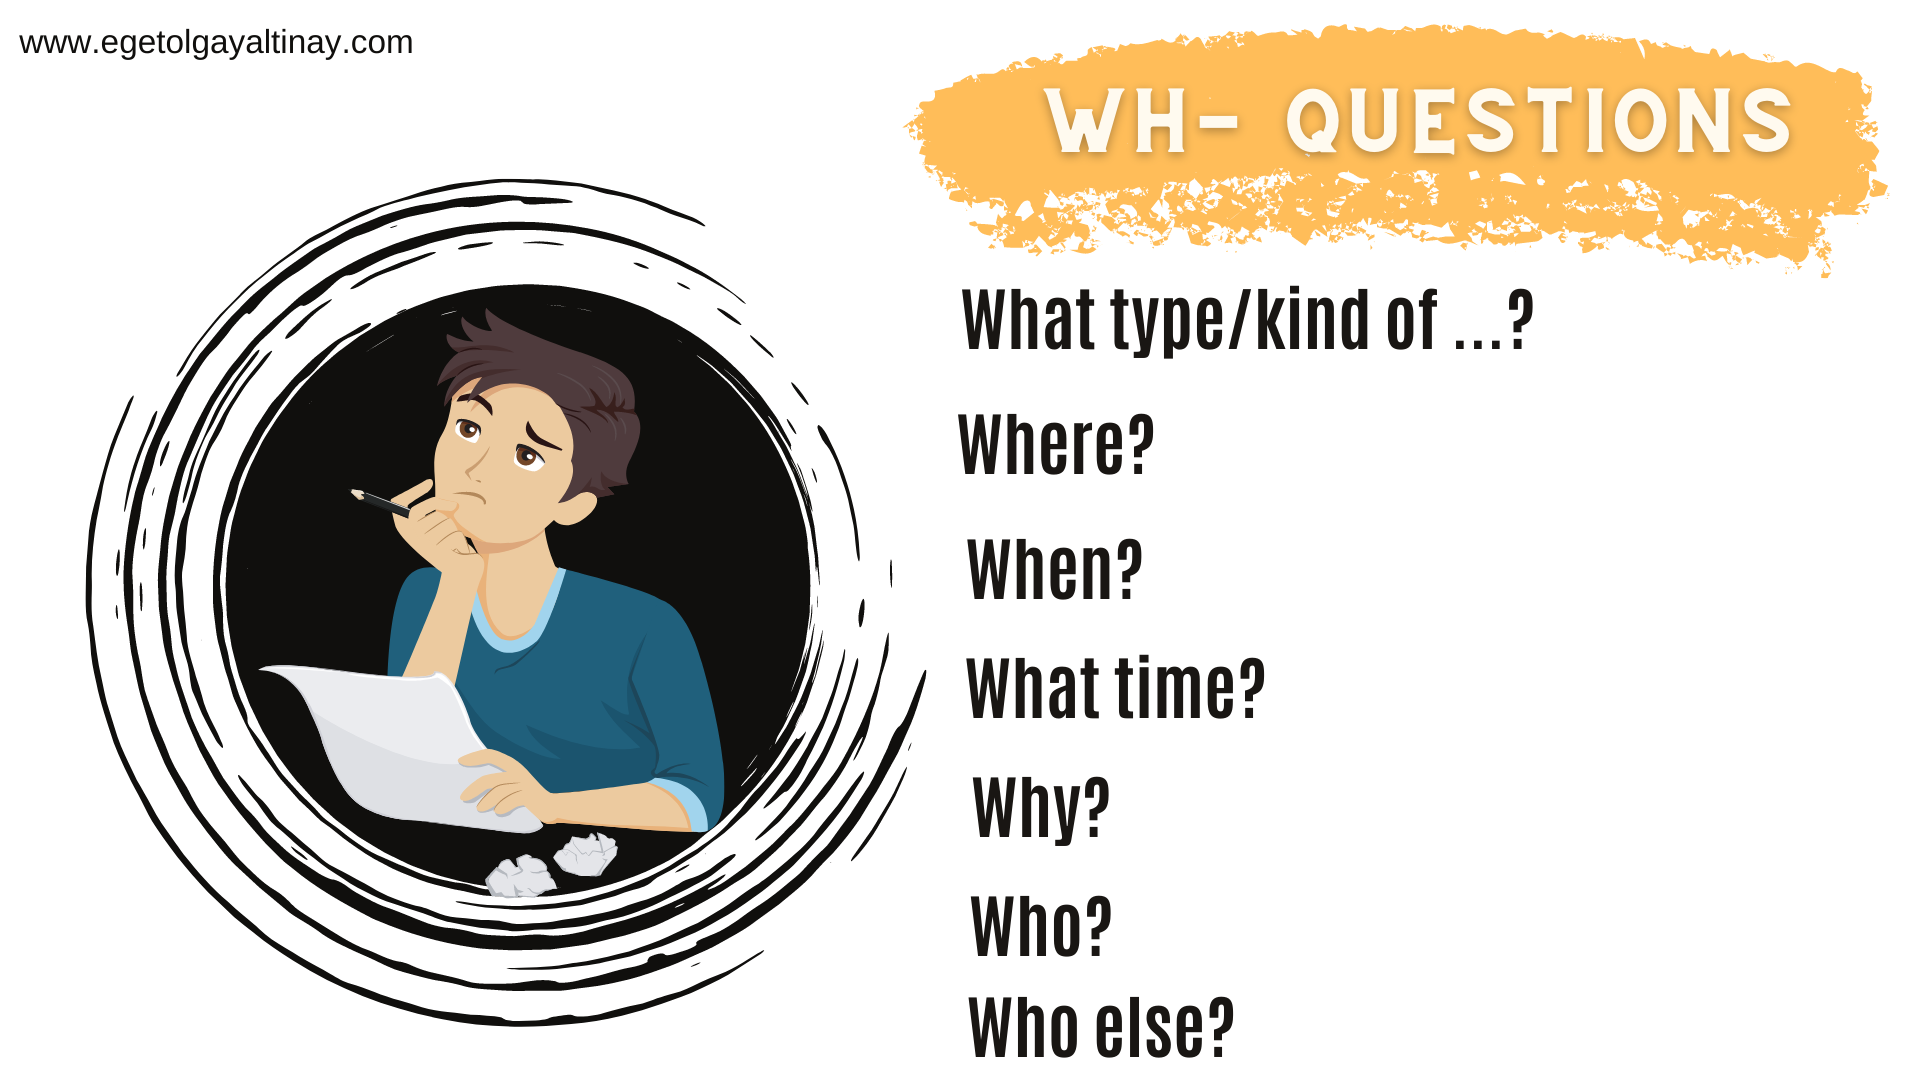 www.egetolgayaltinay.com
WH- QUESTIONS
What type/kind of ...?
Where?
When?
What time?
Why?
Who?
Who else?